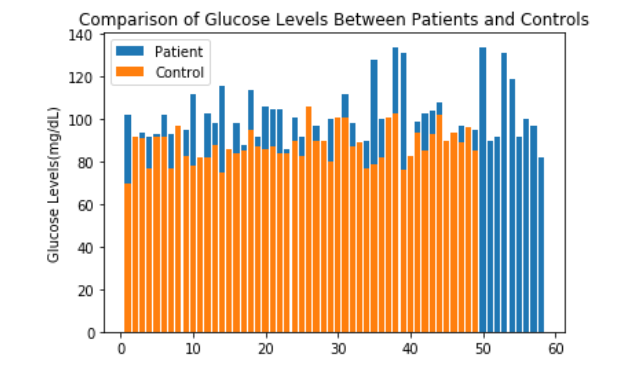 Comparison of Glucose Levels Between Patients and Controls
140
120
100
80
60
40
20
0
Glucose Levels(mg/dL)
Patient
Control
0 10 20 30 40 50 60